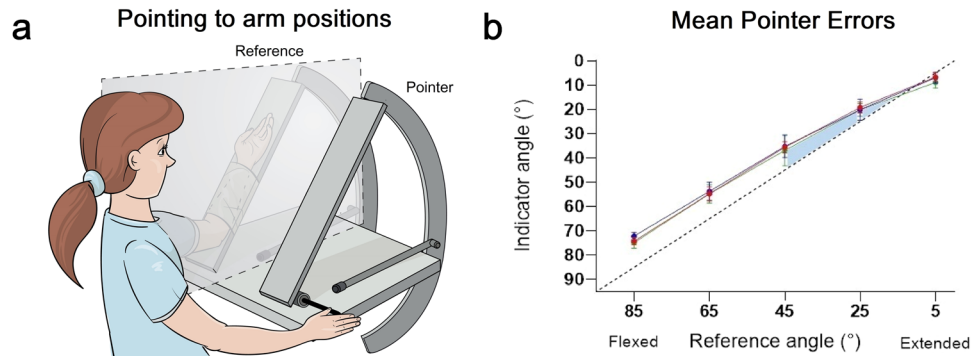 a
Pointing to arm positions
Reference
Pointer
b
Mean Pointer Errors
Indicator angle (°)
0
10
20
30
40
50
60
70
80
90
85 65 45 25 5
Flexed Reference angle (°) Extended